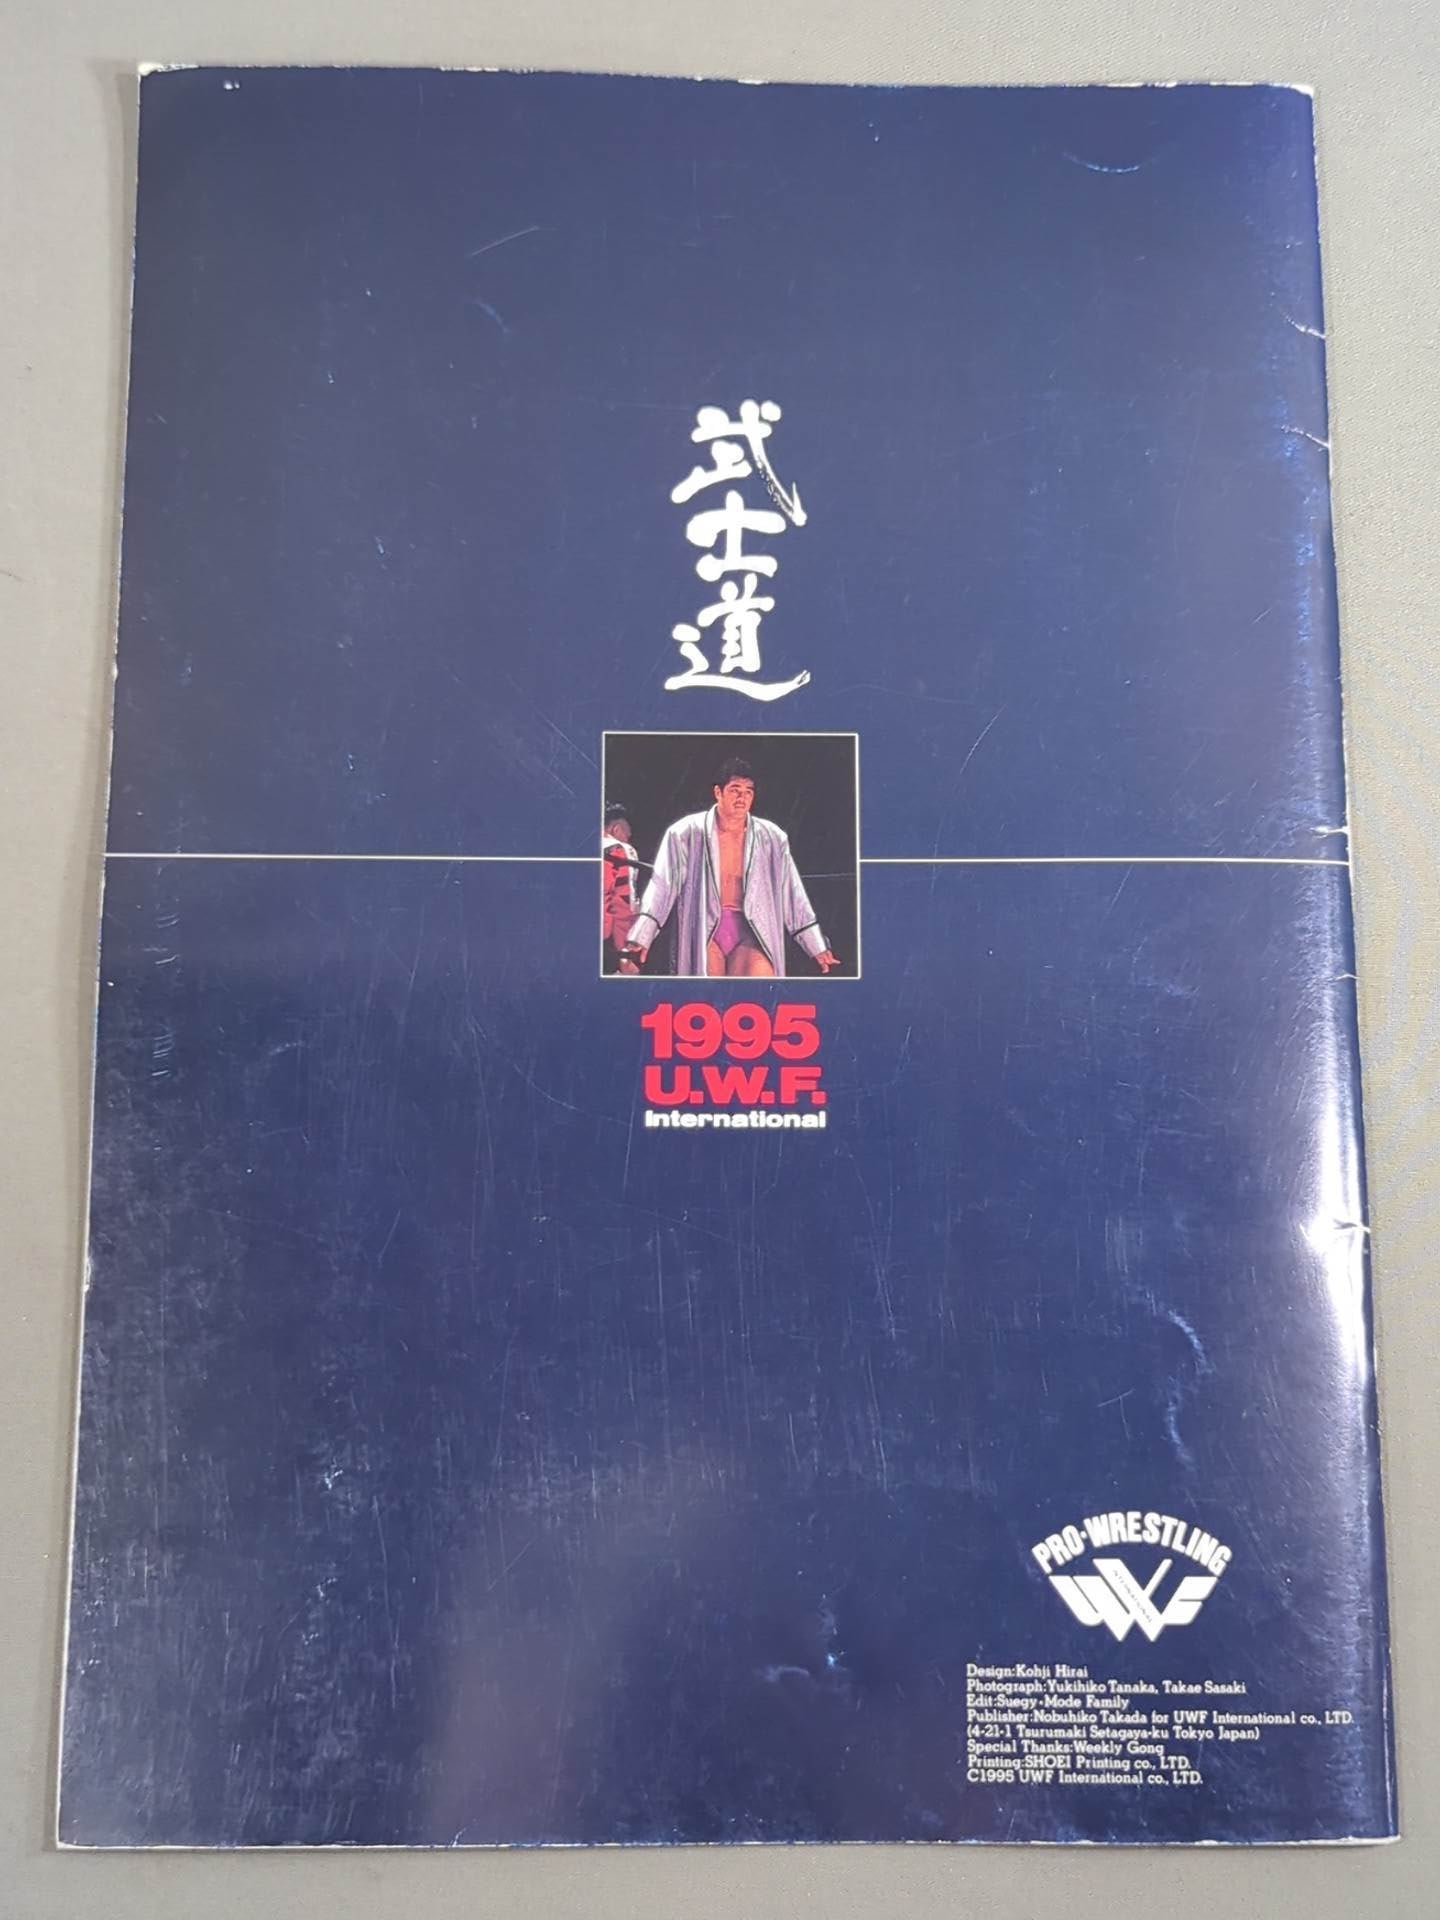 武士道
1995
U.W.F.
International
PRO-WRESTLING
UWF
INTERNATIONAL
Design:Kohji Hirai
Photograph:Yukihiko Tanaka, Takae Sasaki
Edit:Suegy•Mode Family
Publisher:Nobuhiko Takada for UWF International co., LTD.
(4-21-1 Tsurumaki Setagaya-ku Tokyo Japan)
Special Thanks:Weekly Gong
Printing:SHOEI Printing co., LTD.
C1995 UWF International co., LTD.